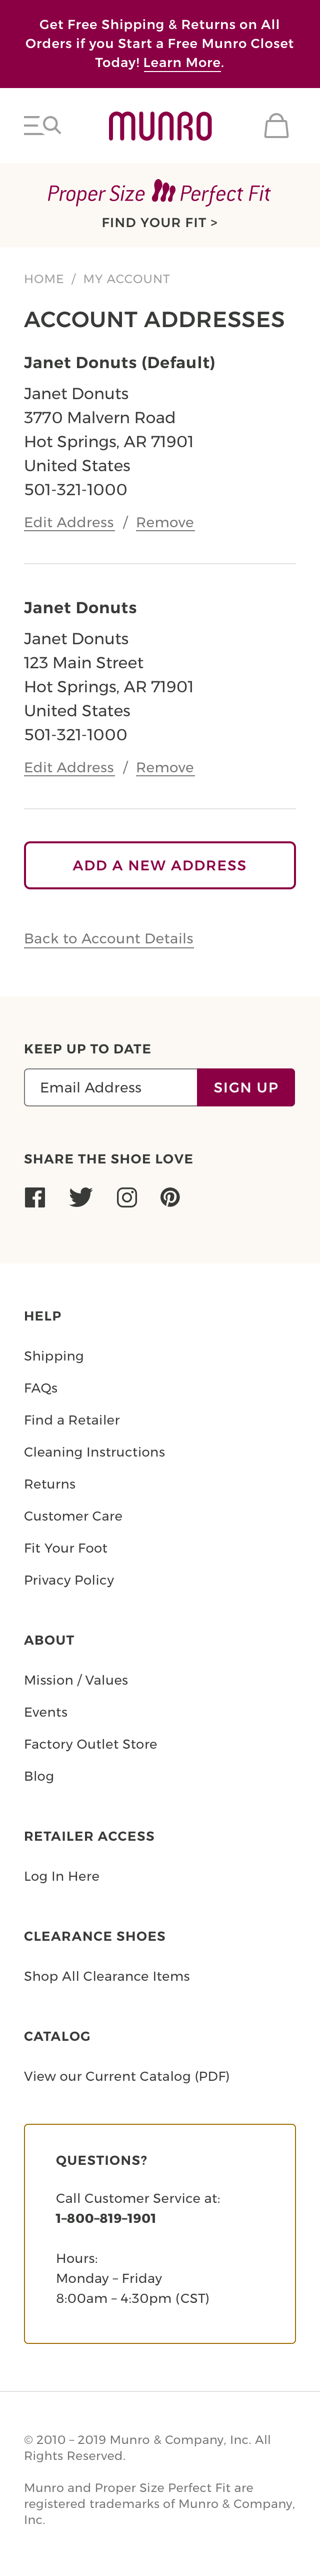 Get Free Shipping & Returns on All
Orders if you Start a Free Munro Closet
Today! Learn More.
MUNRO
Proper Size Perfect Fit
FIND YOUR FIT >
HOME / MY ACCOUNT
ACCOUNT ADDRESSES
Janet Donuts (Default)
Janet Donuts
3770 Malvern Road
Hot Springs, AR 71901
United States
501-321-1000
Edit Address / Remove
Janet Donuts
Janet Donuts
123 Main Street
Hot Springs, AR 71901
United States
501-321-1000
Edit Address / Remove
ADD A NEW ADDRESS
Back to Account Details
KEEP UP TO DATE
Email Address SIGN UP
SHARE THE SHOE LOVE
HELP
Shipping
FAQs
Find a Retailer
Cleaning Instructions
Returns
Customer Care
Fit Your Foot
Privacy Policy
ABOUT
Mission / Values
Events
Factory Outlet Store
Blog
RETAILER ACCESS
Log In Here
CLEARANCE SHOES
Shop All Clearance Items
CATALOG
View our Current Catalog (PDF)
QUESTIONS?
Call Customer Service at:
1–800–819–1901
Hours:
Monday – Friday
8:00am – 4:30pm (CST)
© 2010 – 2019 Munro & Company, Inc. All
Rights Reserved.
Munro and Proper Size Perfect Fit are
registered trademarks of Munro & Company,
Inc.